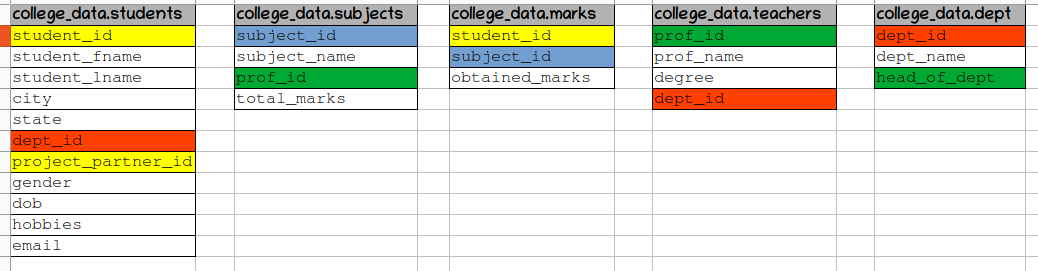 college_data.students
student_id
student_fname
student_lname
city
state
dept_id
project_partner_id
gender
dob
hobbies
email
college_data.subjects
subject_id
subject_name
prof_id
total_marks
college_data.marks
student_id
subject_id
obtained_marks
college_data.teachers
prof_id
prof_name
degree
dept_id
college_data.dept
dept_id
dept_name
head_of_dept